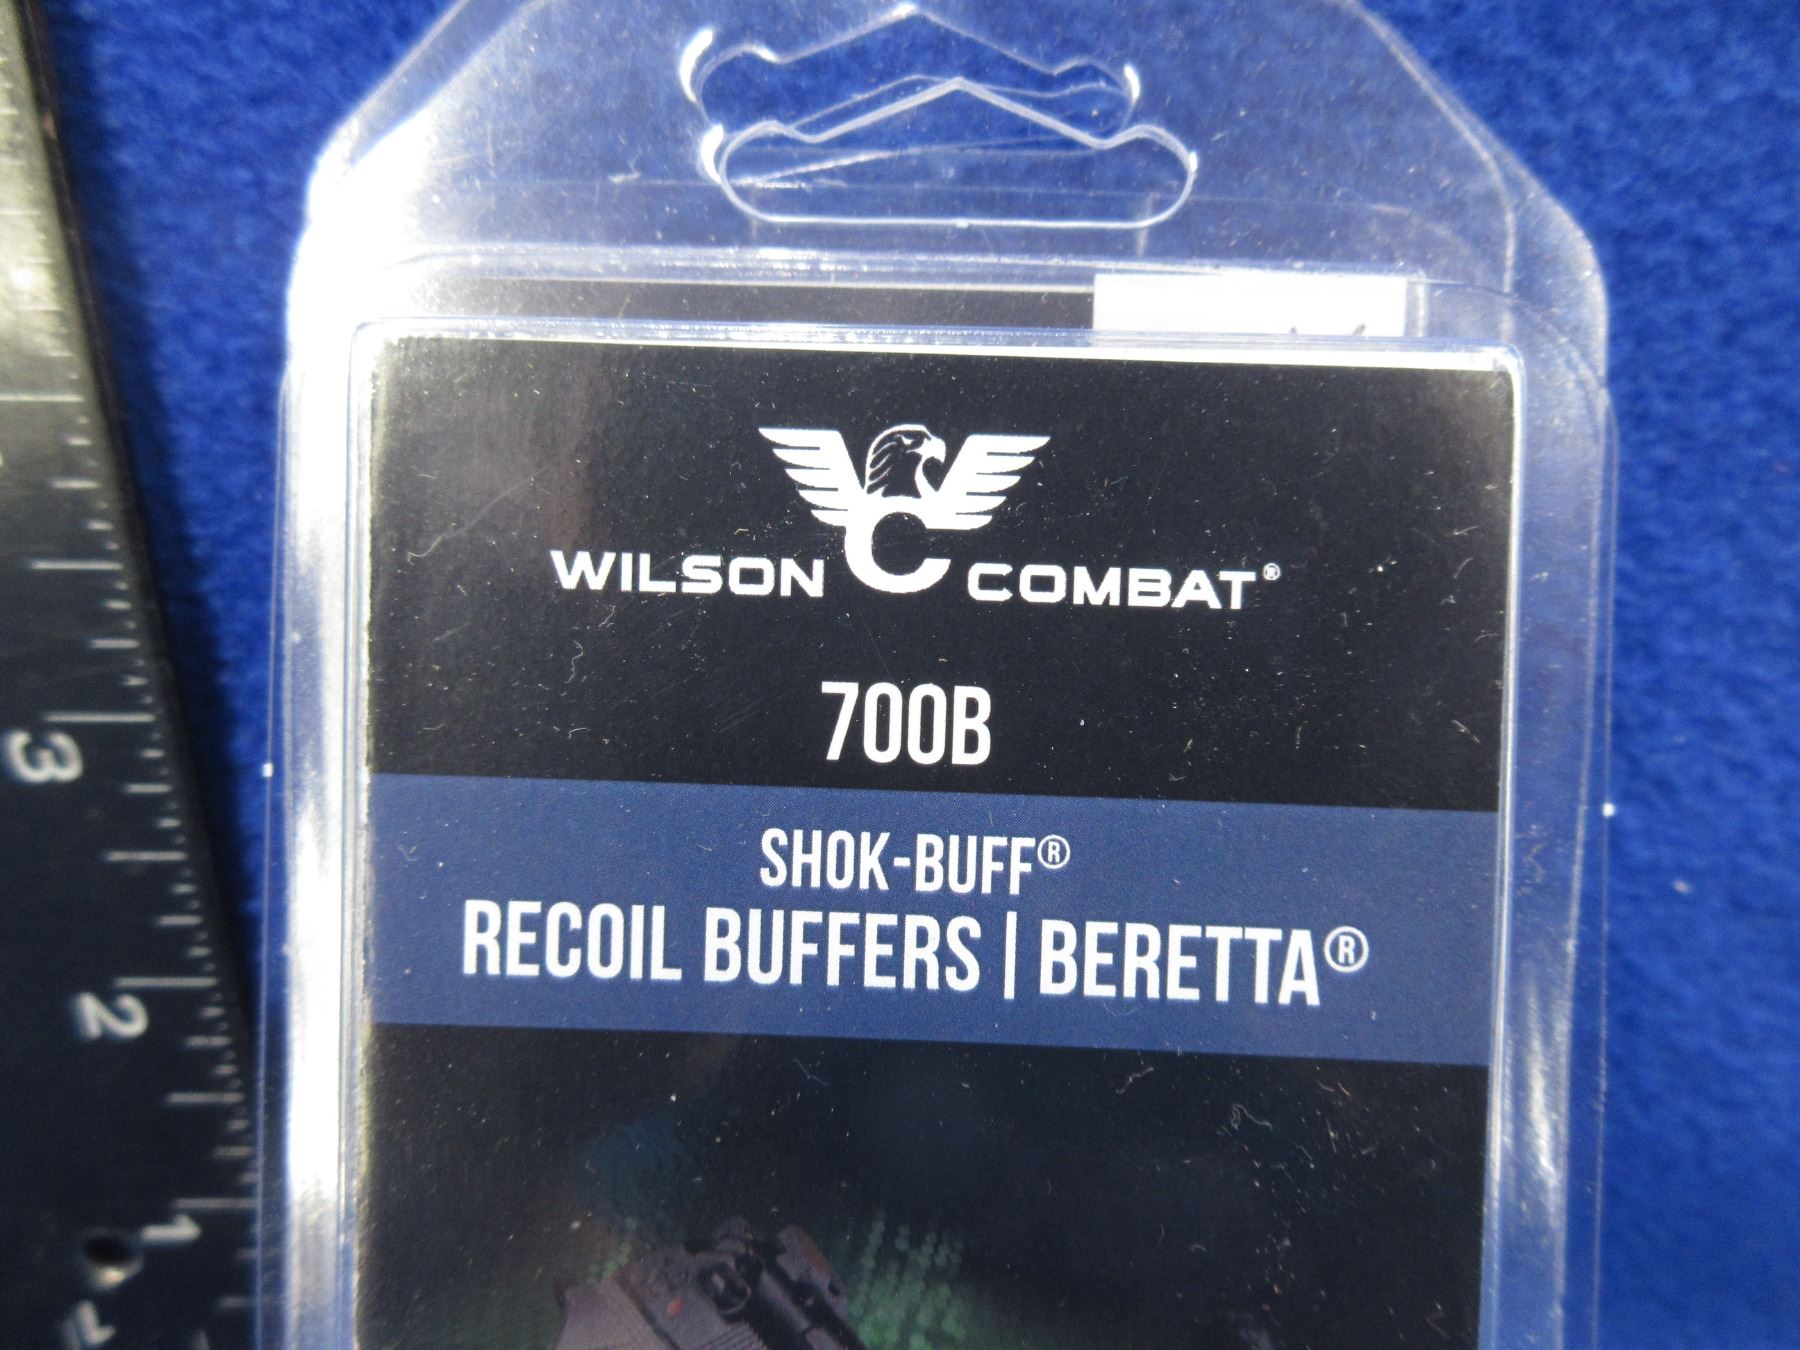 WILSON COMBAT®
700B
SHOK-BUFF®
RECOIL BUFFERS | BERETTA®
3
2
1